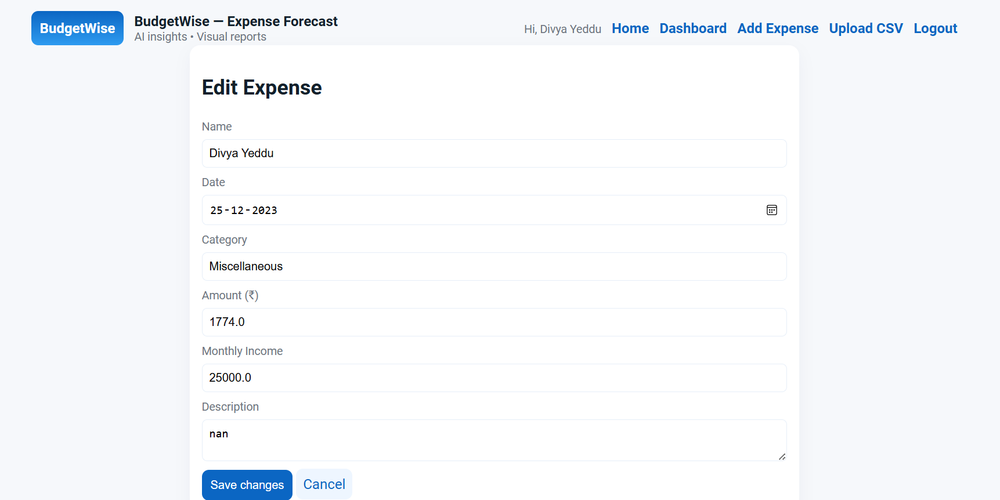 BudgetWise
BudgetWise — Expense Forecast
AI insights • Visual reports
Hi, Divya Yeddu Home Dashboard Add Expense Upload CSV Logout
Edit Expense
Name
Divya Yeddu
Date
25-12-2023
Category
Miscellaneous
Amount (₹)
1774.0
Monthly Income
25000.0
Description
nan
Save changes Cancel